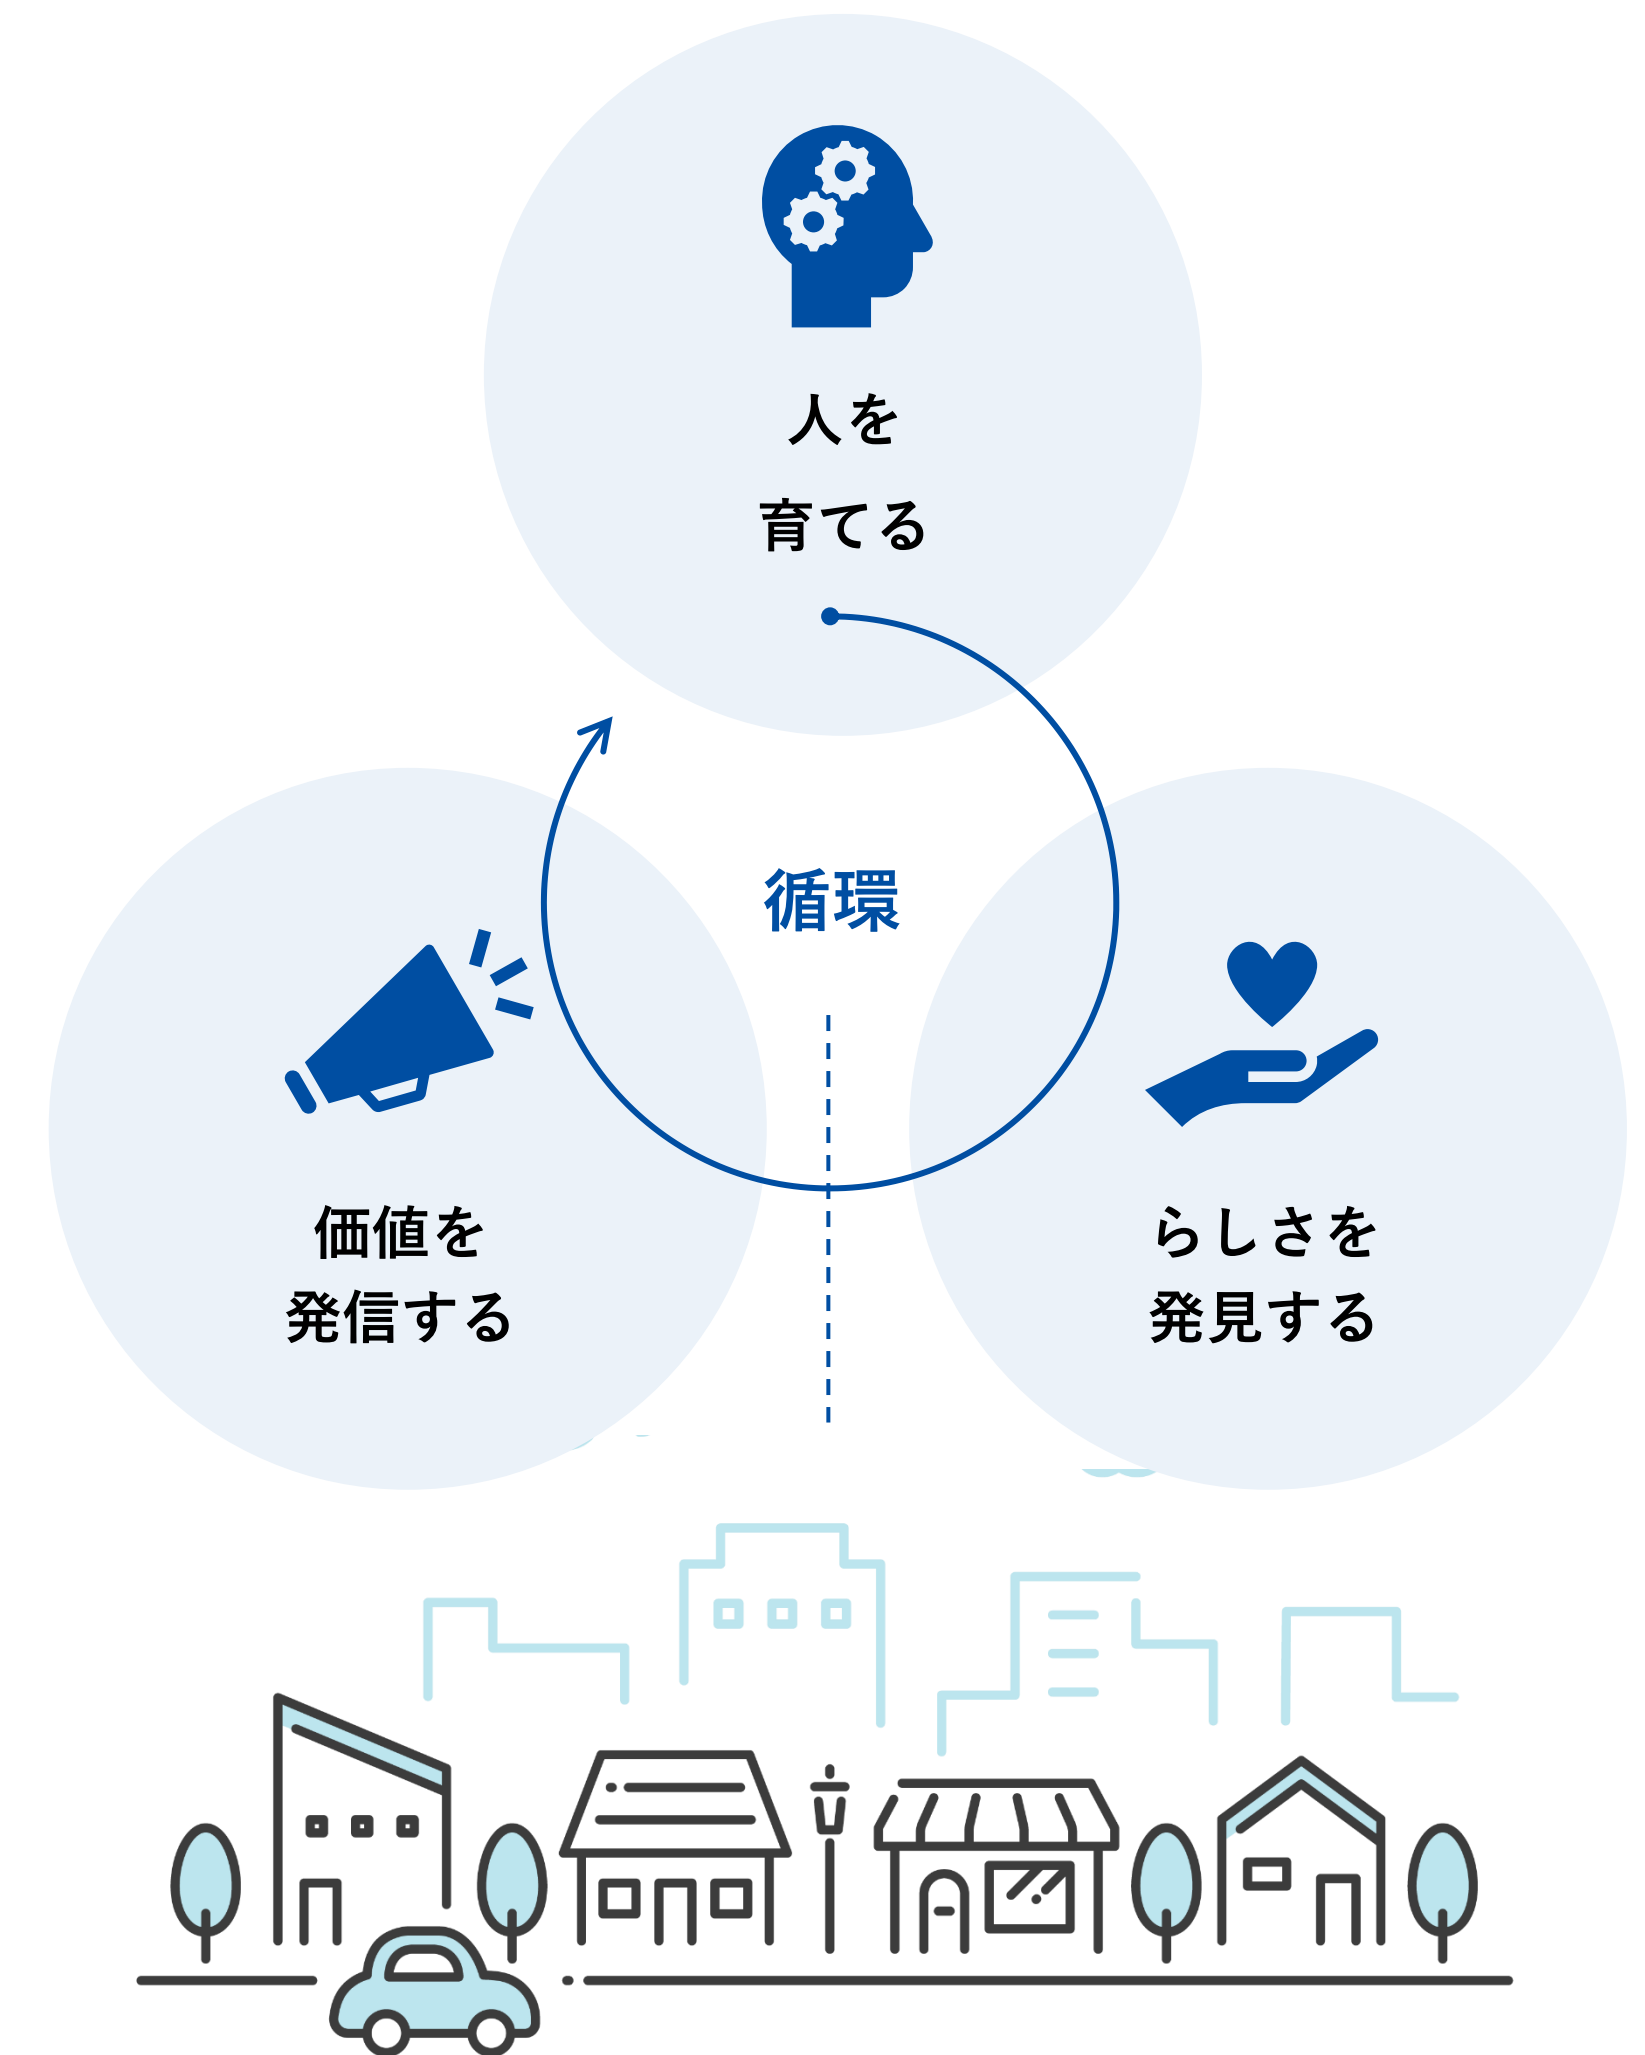 人を
育てる
循環
価値を
発信する
らしさを
発見する